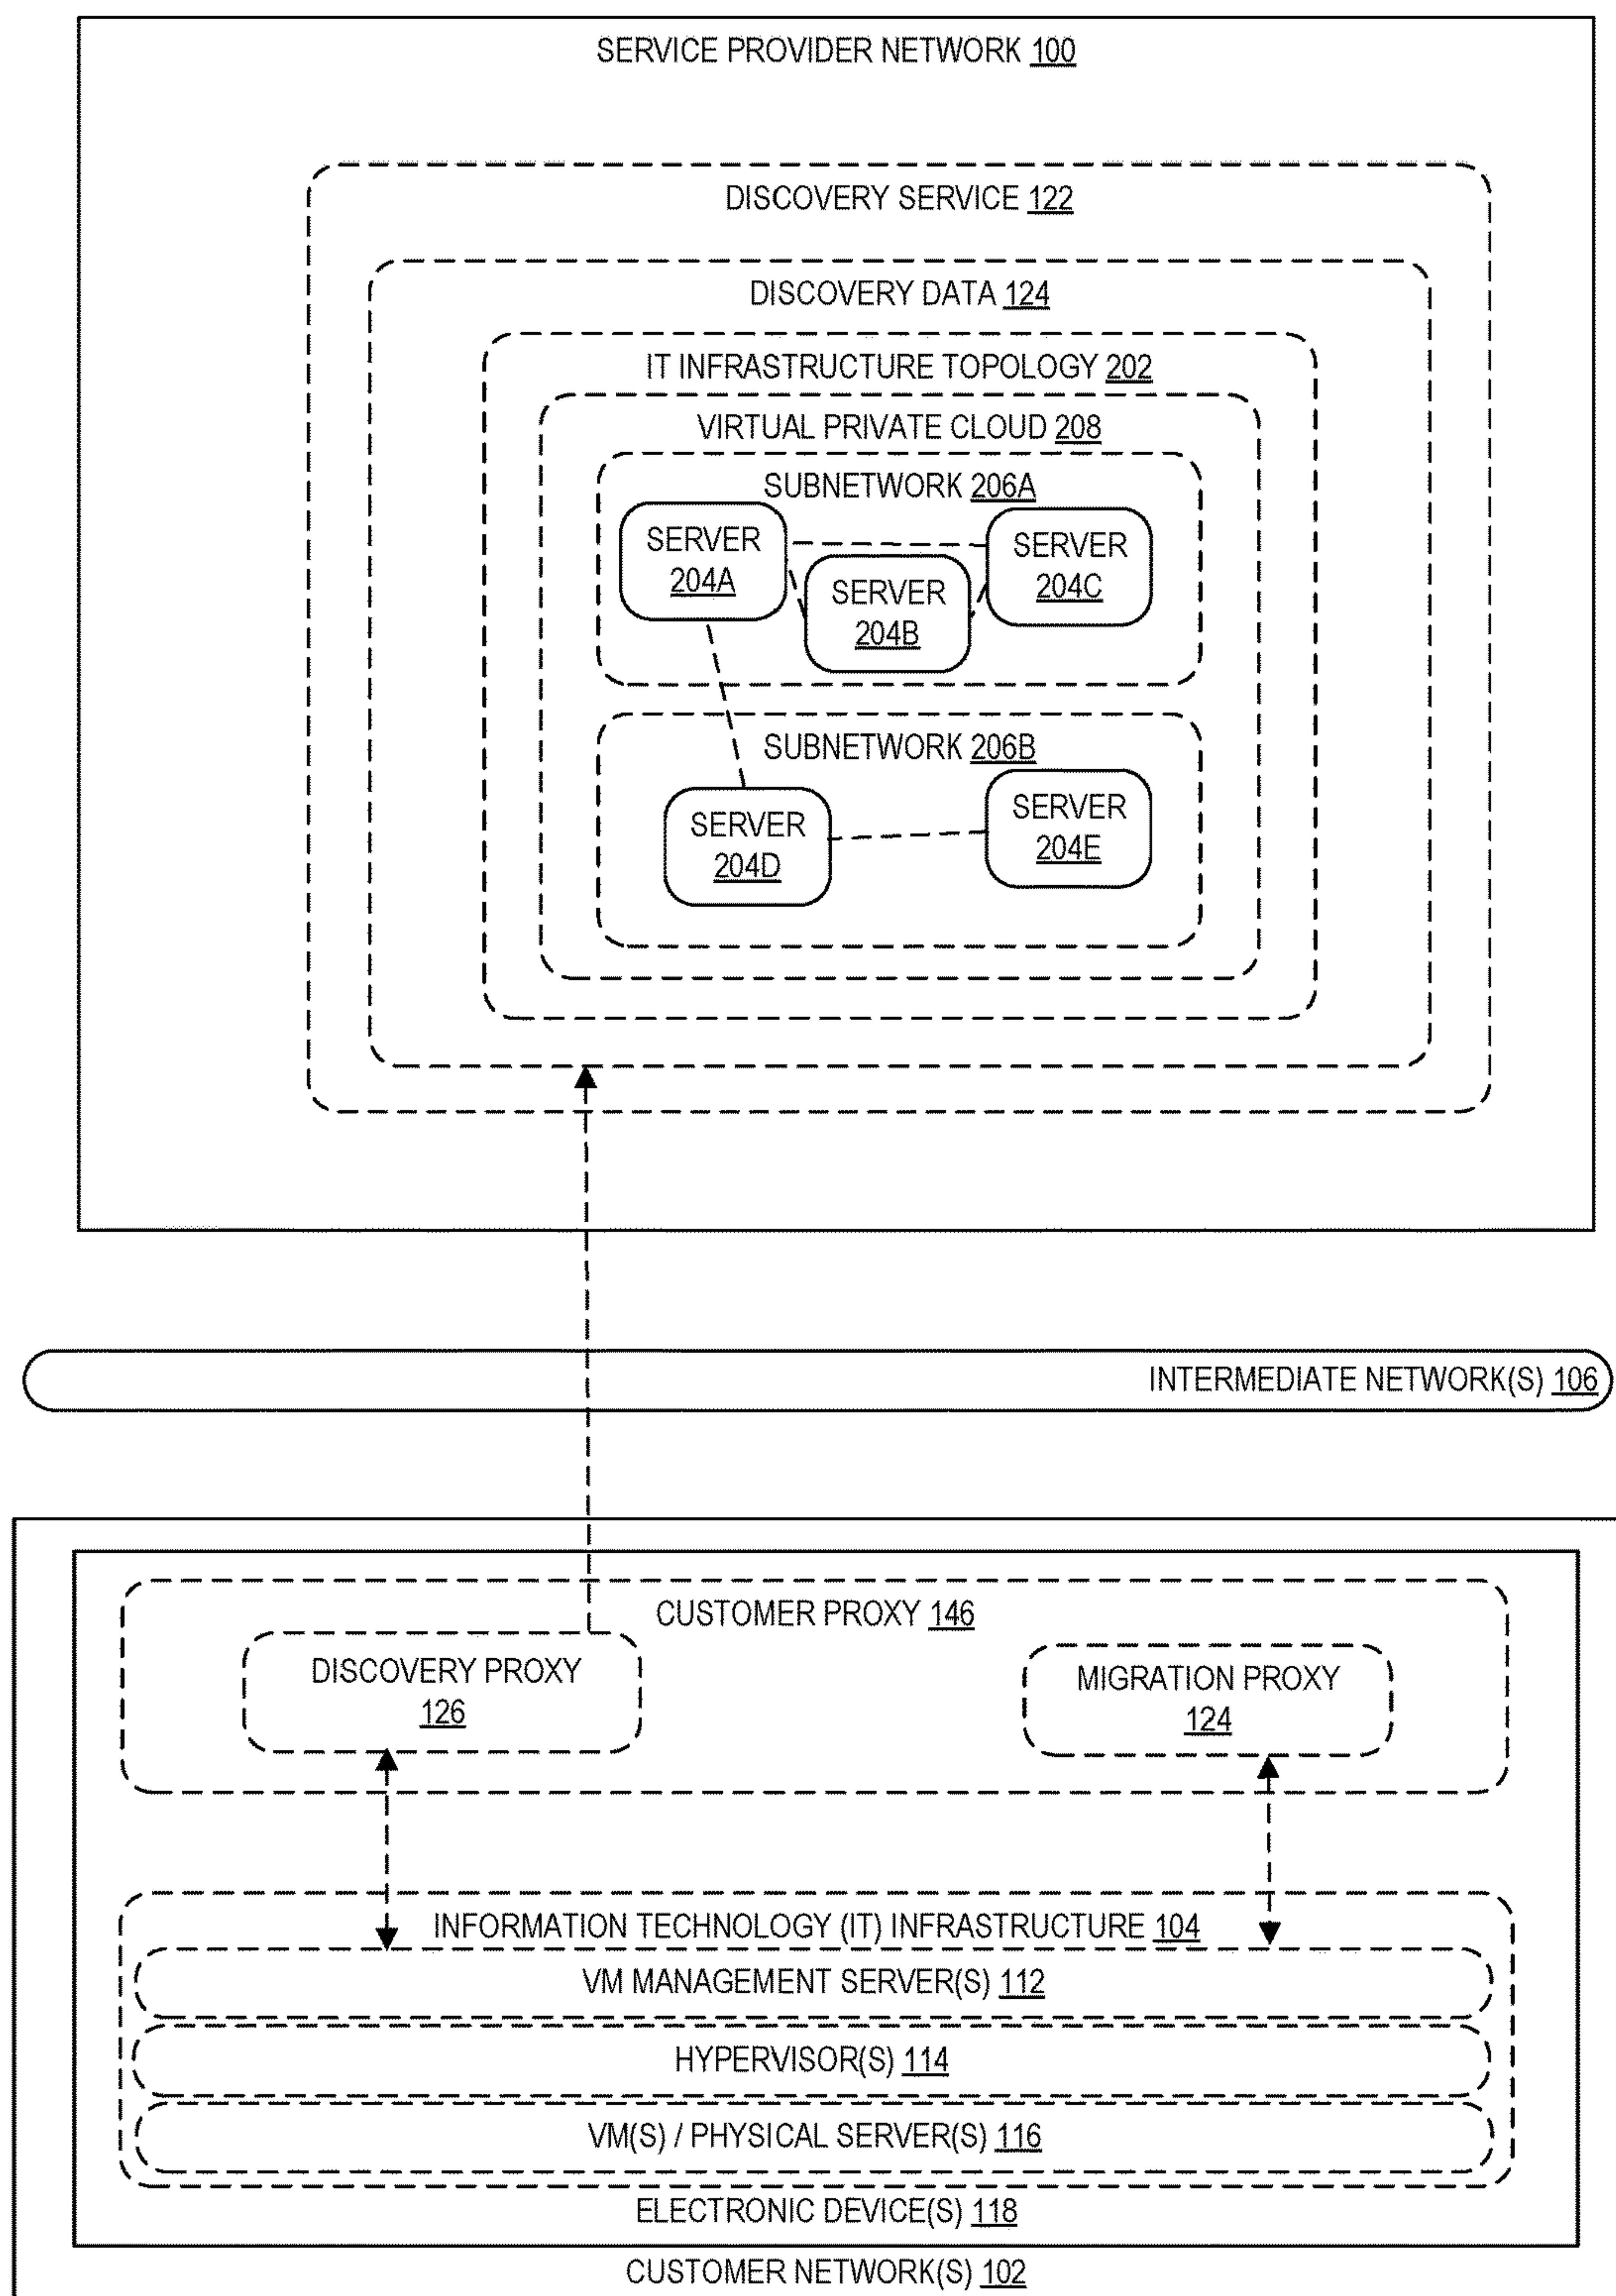 SERVICE PROVIDER NETWORK 100
DISCOVERY SERVICE 122
DISCOVERY DATA 124
IT INFRASTRUCTURE TOPOLOGY 202
VIRTUAL PRIVATE CLOUD 208
SUBNETWORK 206A
SERVER
204A
SERVER
204B
SERVER
204C
SUBNETWORK 206B
SERVER
204D
SERVER
204E
INTERMEDIATE NETWORK(S) 106
CUSTOMER PROXY 146
DISCOVERY PROXY
126
MIGRATION PROXY
124
INFORMATION TECHNOLOGY (IT) INFRASTRUCTURE 104
VM MANAGEMENT SERVER(S) 112
HYPERVISOR(S) 114
VM(S) / PHYSICAL SERVER(S) 116
ELECTRONIC DEVICE(S) 118
CUSTOMER NETWORK(S) 102